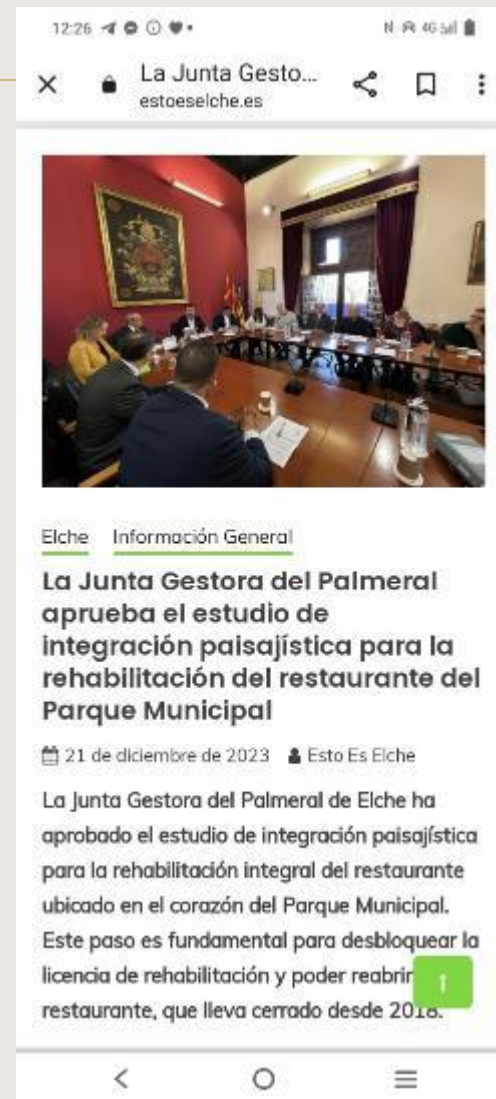 12:26
4G
La Junta Gesto...
estoeselche.es
Elche Información General
La Junta Gestora del Palmeral
aprueba el estudio de
integración paisajística para la
rehabilitación del restaurante del
Parque Municipal
21 de diciembre de 2023 Esto Es Elche
La Junta Gestora del Palmeral de Elche ha
aprobado el estudio de integración paisajística
para la rehabilitación integral del restaurante
ubicado en el corazón del Parque Municipal.
Este paso es fundamental para desbloquear la
licencia de rehabilitación y poder reabrir
restaurante, que lleva cerrado desde 2018.